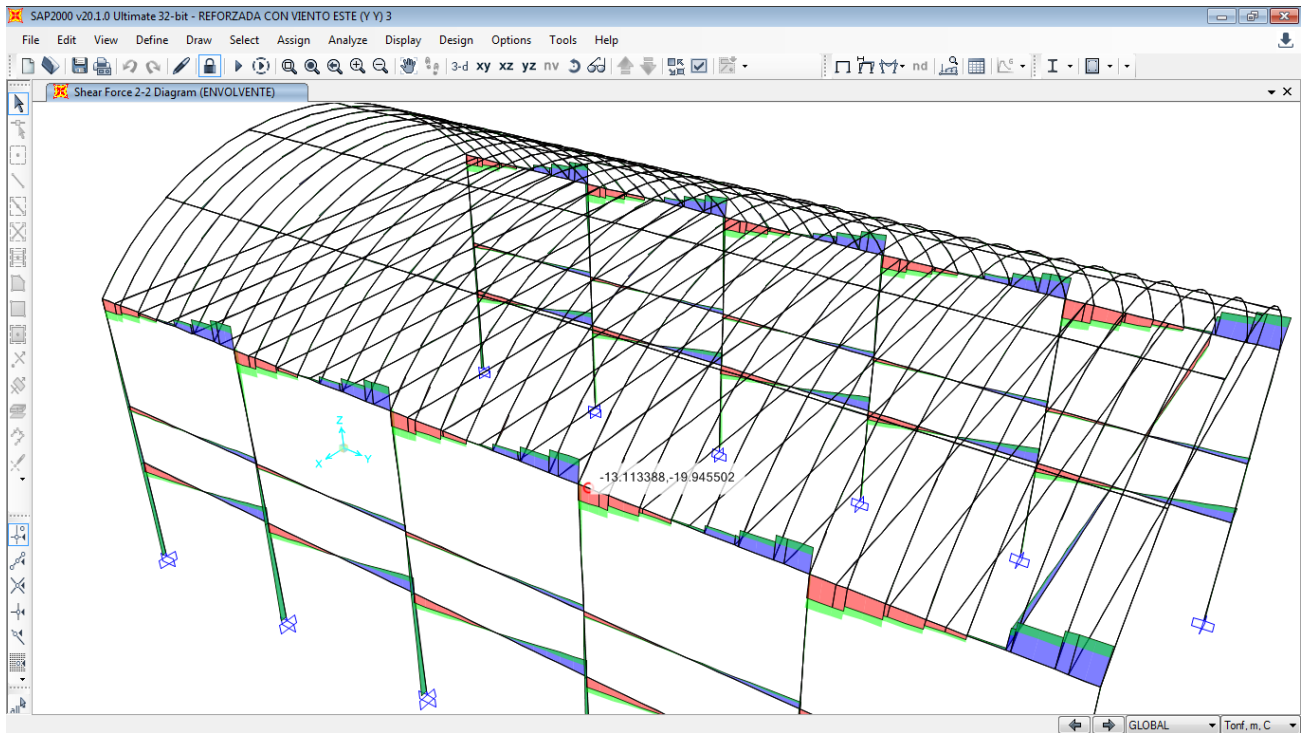 SAP2000 v20.1.0 Ultimate 32-bit - REFORZADA CON VIENTO ESTE (Y Y) 3
File Edit View Define Draw Select Assign Analyze Display Design Options Tools Help
3-d xy xz yz nv nd
Shear Force 2-2 Diagram (ENVOLVENTE)
Z
X Y
-13.113388,-19.945502
all
GLOBAL Tonf, m, C